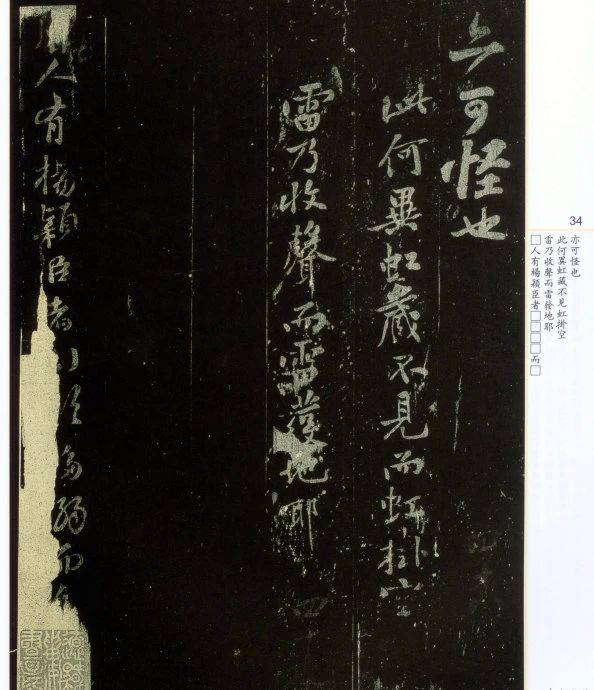 亦可怪也
此何異虹藏不見而虹掛空
雷乃收聲而雷發地耶
四十
人有楊穎臣者
弱而
34
亦可怪也
此何異虹藏不見虹掛空
雷乃收聲而雷發地耶
□人有楊穎臣者□□□□而□